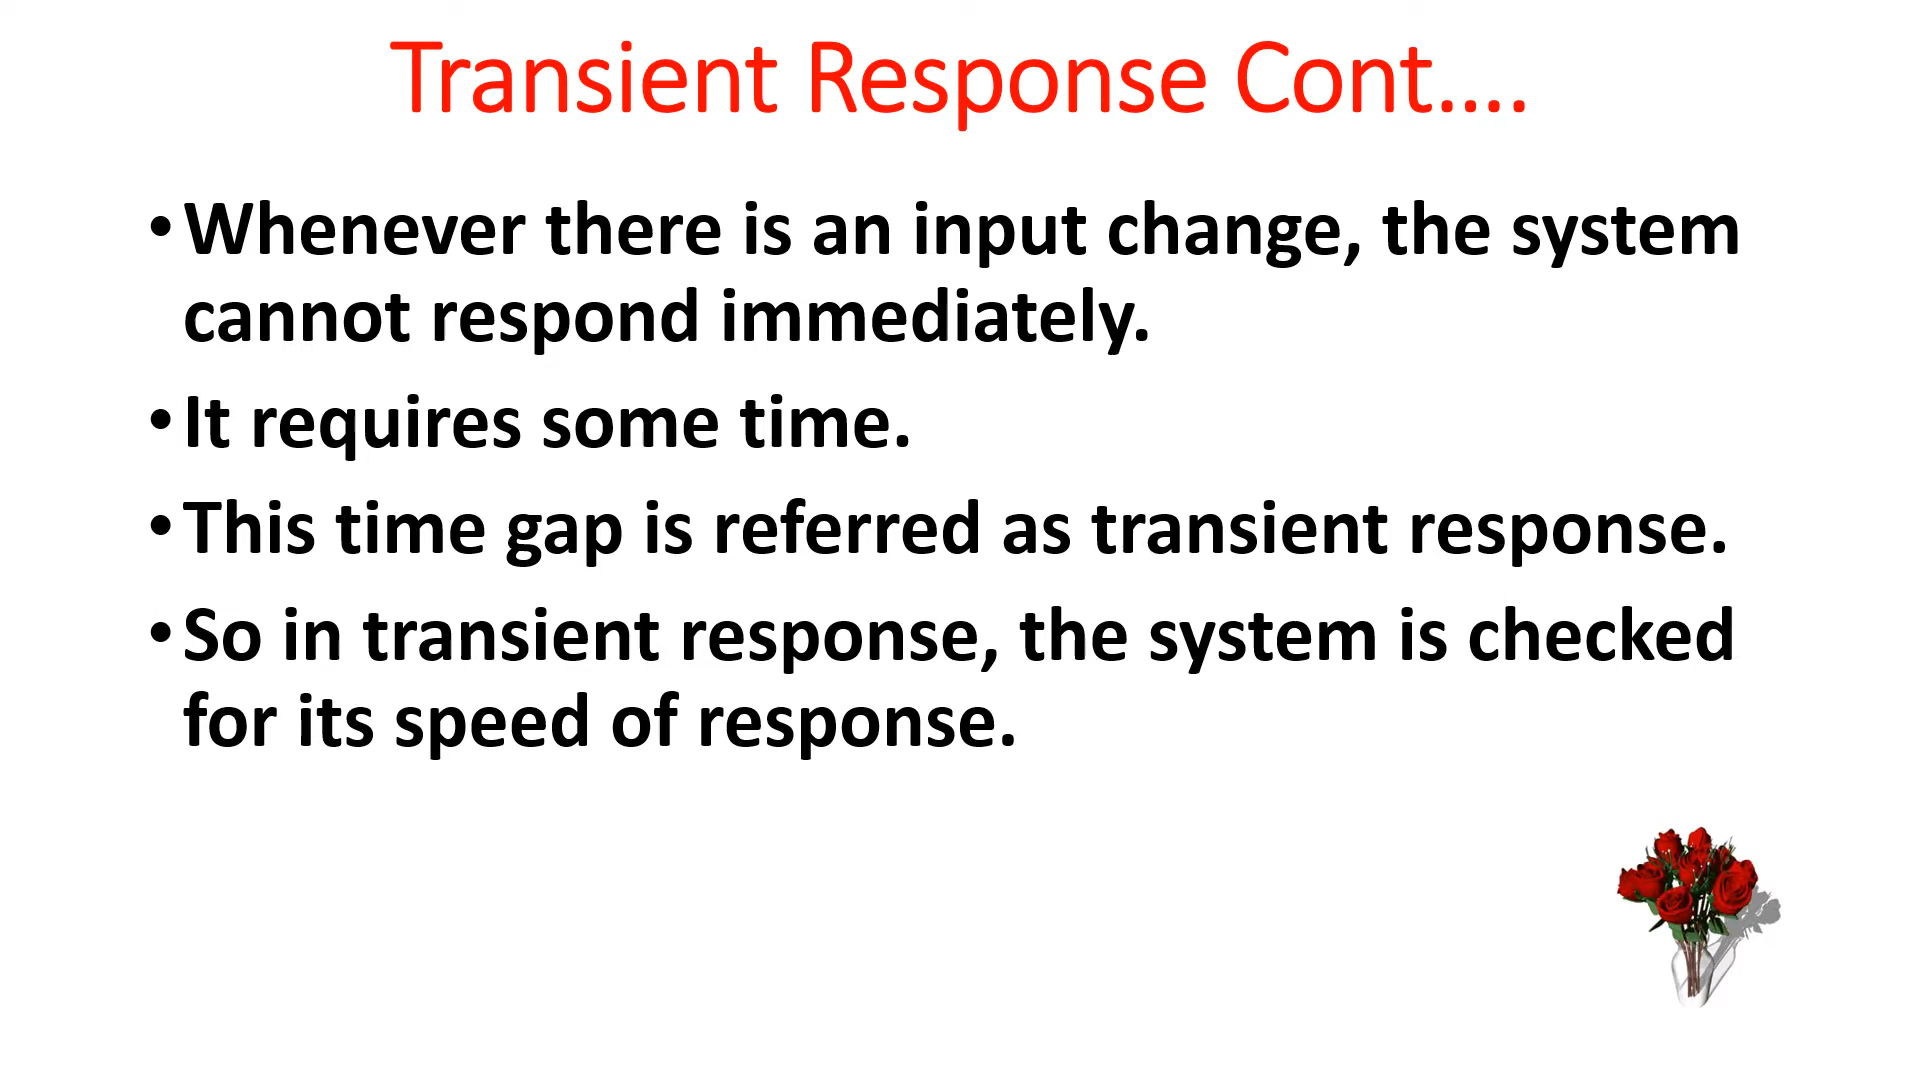 Transient Response Cont....
• Whenever there is an input change, the system
cannot respond immediately.
• It requires some time.
• This time gap is referred as transient response.
• So in transient response, the system is checked
for its speed of response.